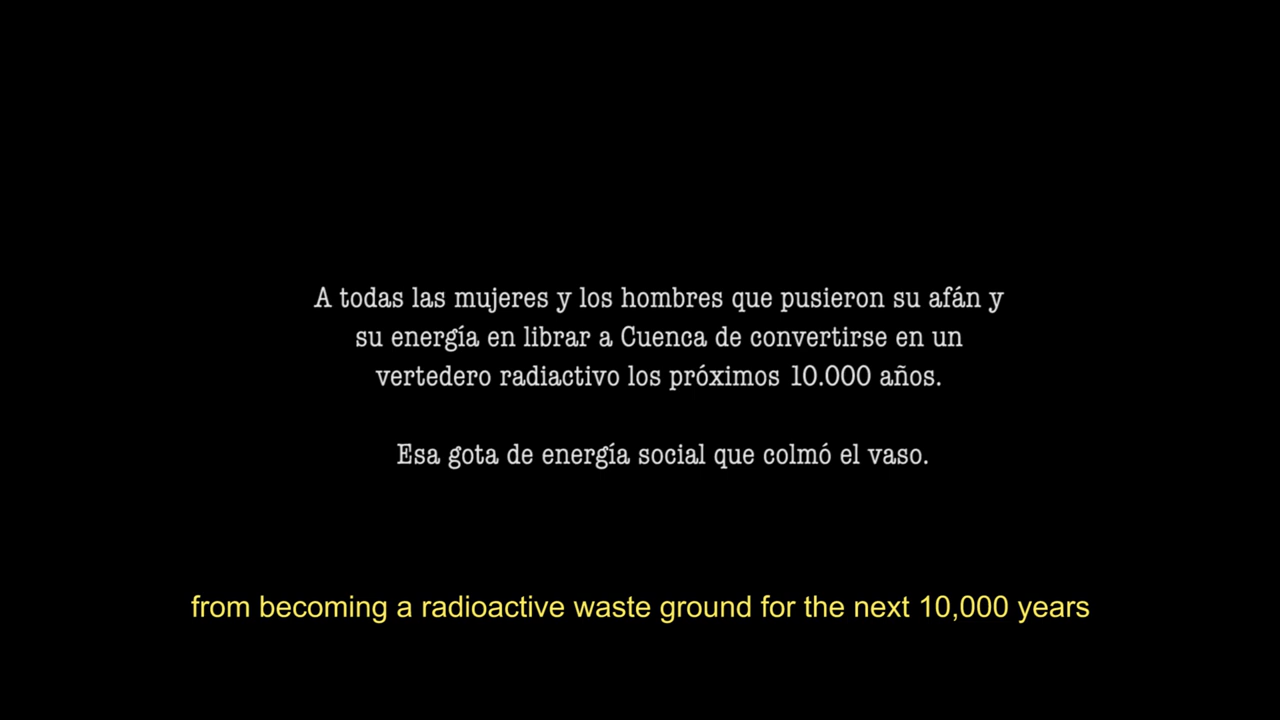 A todas las mujeres y los hombres que pusieron su afán y
su energía en librar a Cuenca de convertirse en un
vertedero radiactivo los próximos 10.000 años.
Esa gota de energía social que colmó el vaso.
from becoming a radioactive waste ground for the next 10,000 years